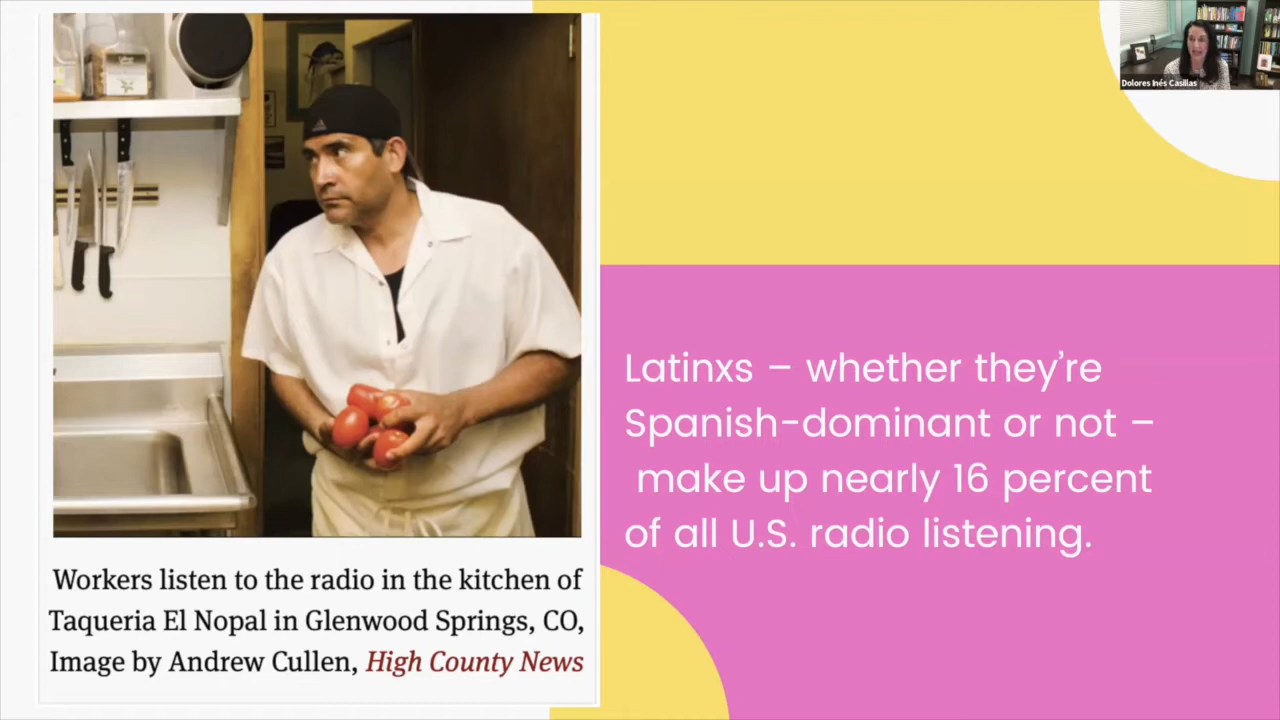 Dolores Inés Casillas
Latinxs – whether they’re
Spanish-dominant or not –
make up nearly 16 percent
of all U.S. radio listening.
Workers listen to the radio in the kitchen of
Taqueria El Nopal in Glenwood Springs, CO,
Image by Andrew Cullen, High County News